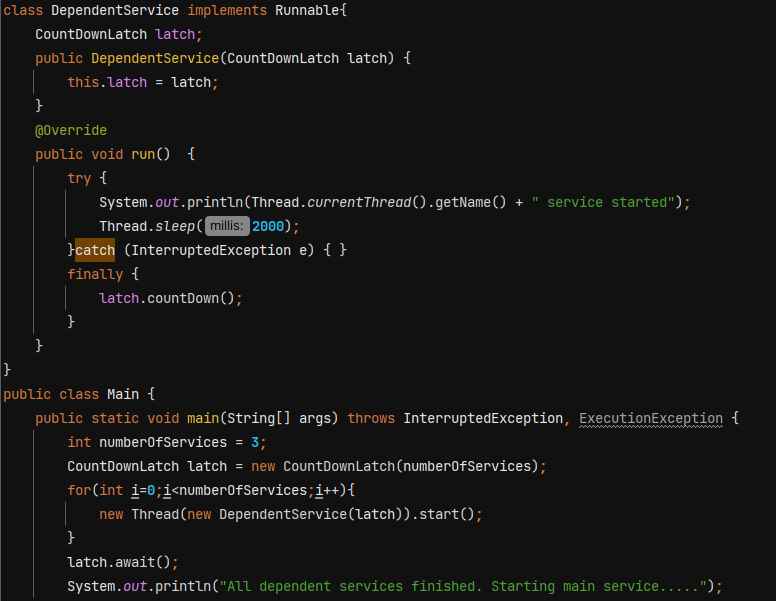 class DependentService implements Runnable{
    CountDownLatch latch;
    public DependentService(CountDownLatch latch) {
        this.latch = latch;
    }
    @Override
    public void run()  {
        try {
            System.out.println(Thread.currentThread().getName() + " service started");
            Thread.sleep( millis: 2000);
        }catch (InterruptedException e) { }
        finally {
            latch.countDown();
        }
    }
}
public class Main {
    public static void main(String[] args) throws InterruptedException, ExecutionException {
        int numberOfServices = 3;
        CountDownLatch latch = new CountDownLatch(numberOfServices);
        for(int i=0;i<numberOfServices;i++){
            new Thread(new DependentService(latch)).start();
        }
        latch.await();
        System.out.println("All dependent services finished. Starting main service.....");